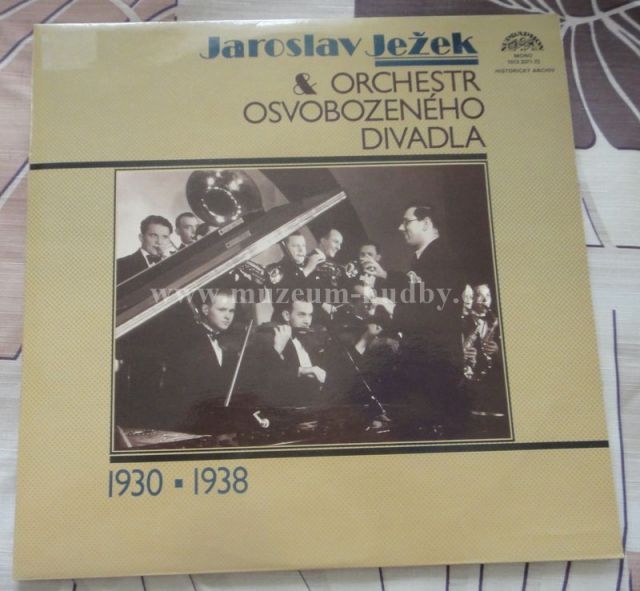 Jaroslav Ježek
& ORCHESTR
OSVOBOZENÉHO
DIVADLA
SUPRAPHON
MONO
HISTORICKÝ ARCHIV
www.muzeum-hudby.cz
1930 ▪ 1938